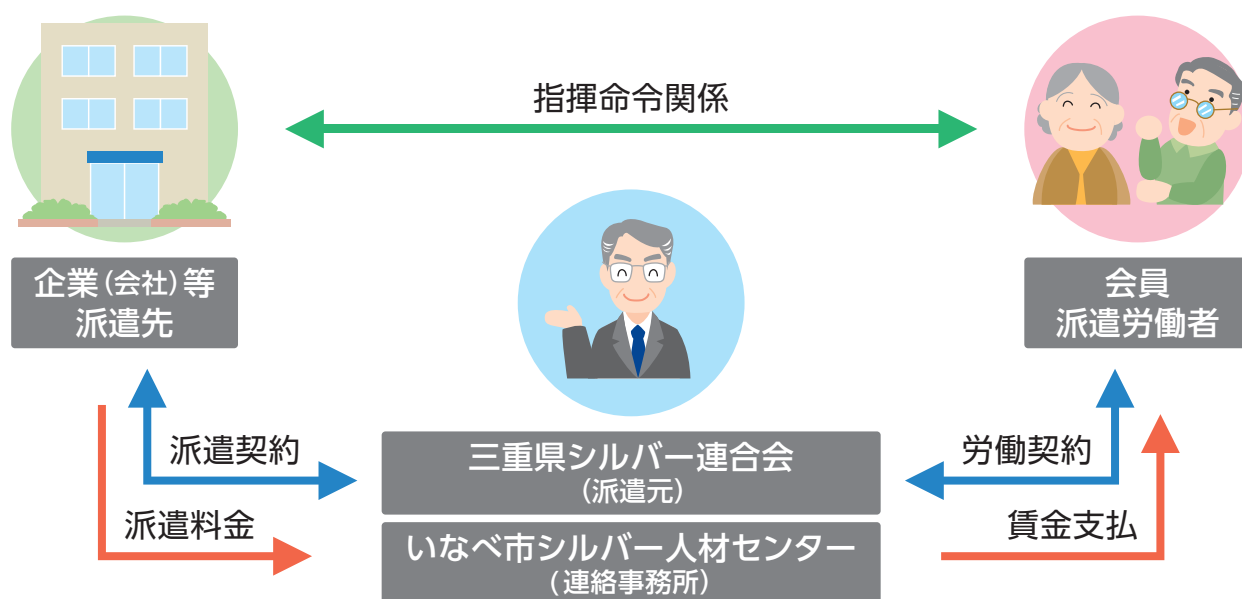 指揮命令関係
企業(会社)等
派遣先
会員
派遣労働者
派遣契約
派遣料金
三重県シルバー連合会
(派遣元)
いなべ市シルバー人材センター
(連絡事務所)
労働契約
賃金支払